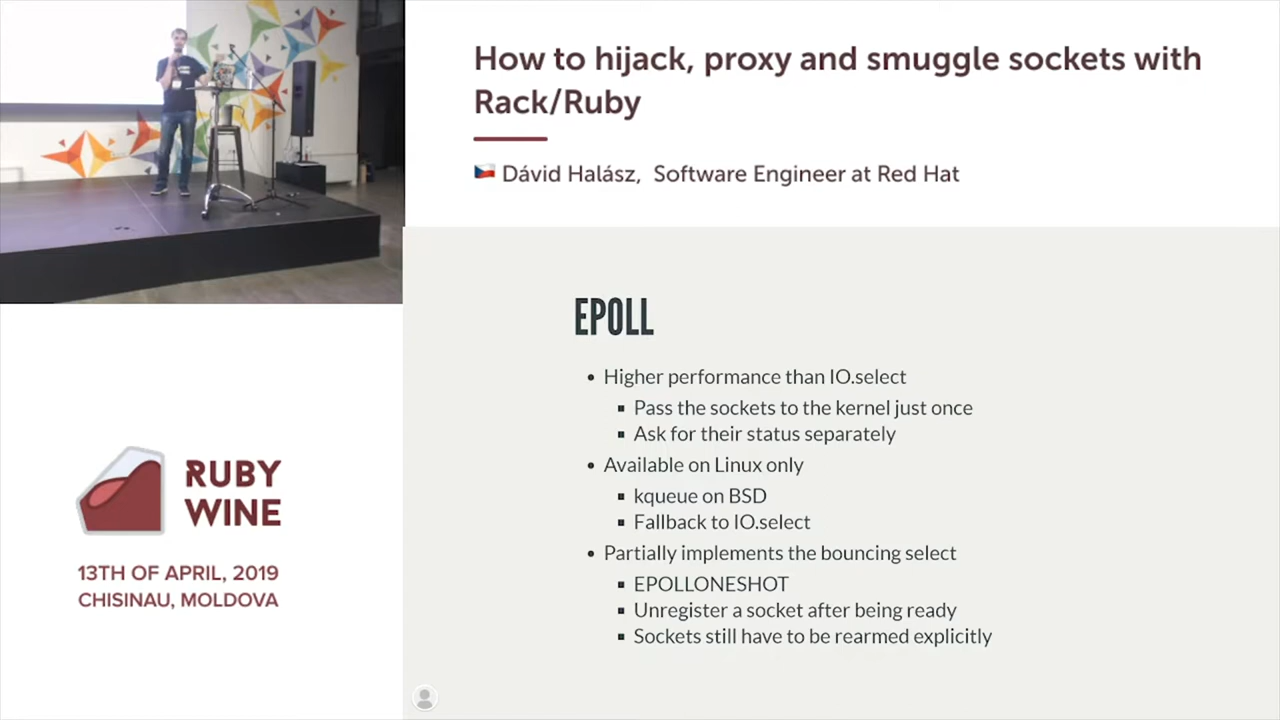 How to hijack, proxy and smuggle sockets with
Rack/Ruby
Dávid Halász, Software Engineer at Red Hat
EPOLL
Higher performance than IO.select
Pass the sockets to the kernel just once
Ask for their status separately
Available on Linux only
kqueue on BSD
Fallback to IO.select
Partially implements the bouncing select
EPOLLONESHOT
Unregister a socket after being ready
Sockets still have to be rearmed explicitly
RUBY
WINE
13TH OF APRIL, 2019
CHISINAU, MOLDOVA